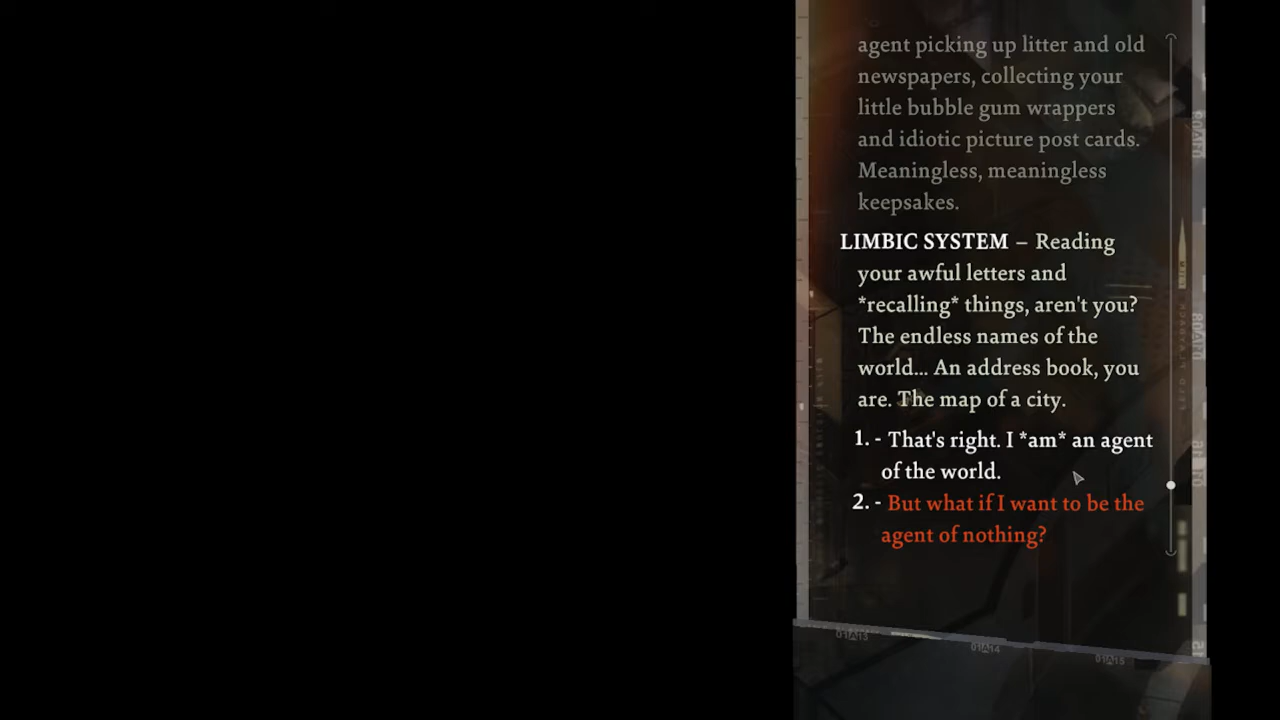 agent picking up litter and old
newspapers, collecting your
little bubble gum wrappers
and idiotic picture post cards.
Meaningless, meaningless
keepsakes.
LIMBIC SYSTEM – Reading
your awful letters and
*recalling* things, aren't you?
The endless names of the
world... An address book, you
are. The map of a city.
1. - That's right. I *am* an agent
of the world.
2. - But what if I want to be the
agent of nothing?
01A13
01A14
01A15